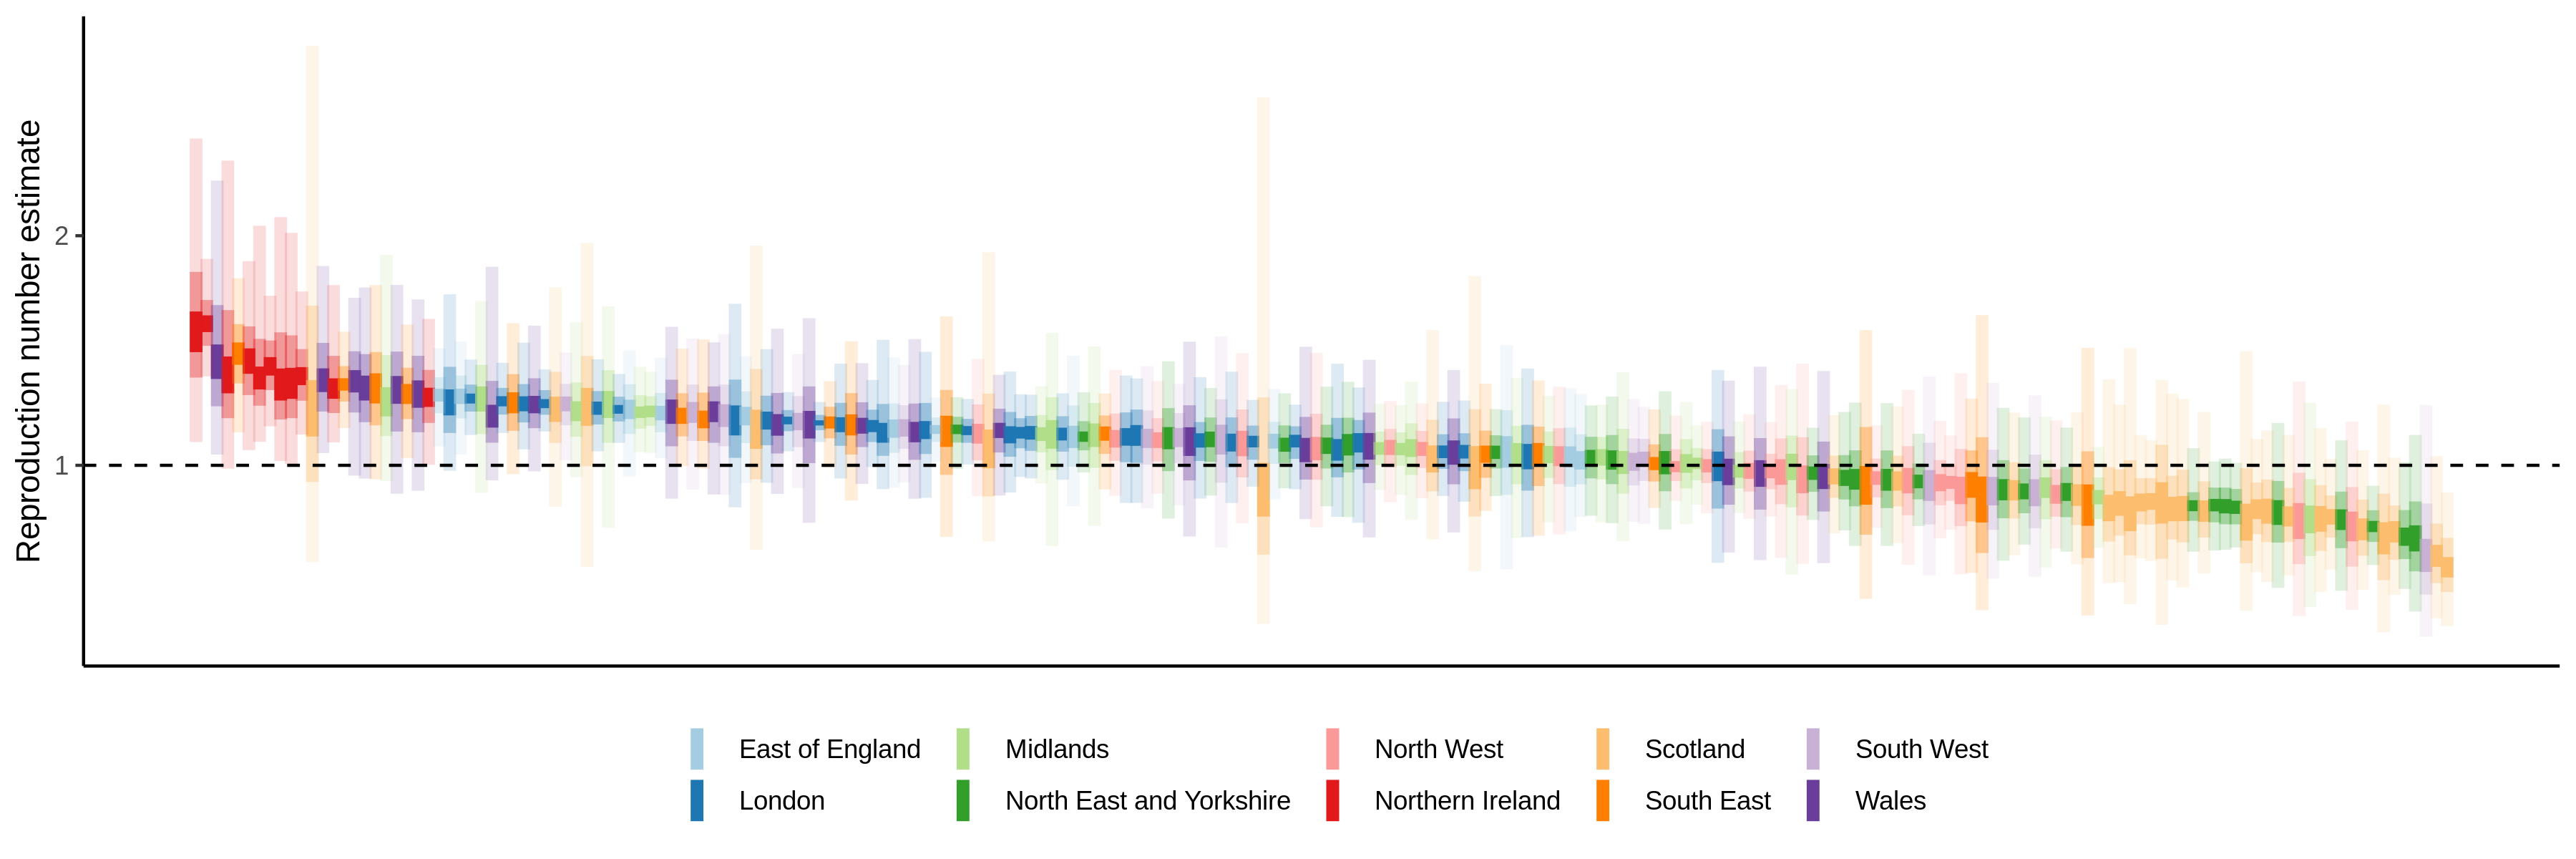 Reproduction number estimate
2
1
East of England
Midlands
North West
Scotland
South West
London
North East and Yorkshire
Northern Ireland
South East
Wales